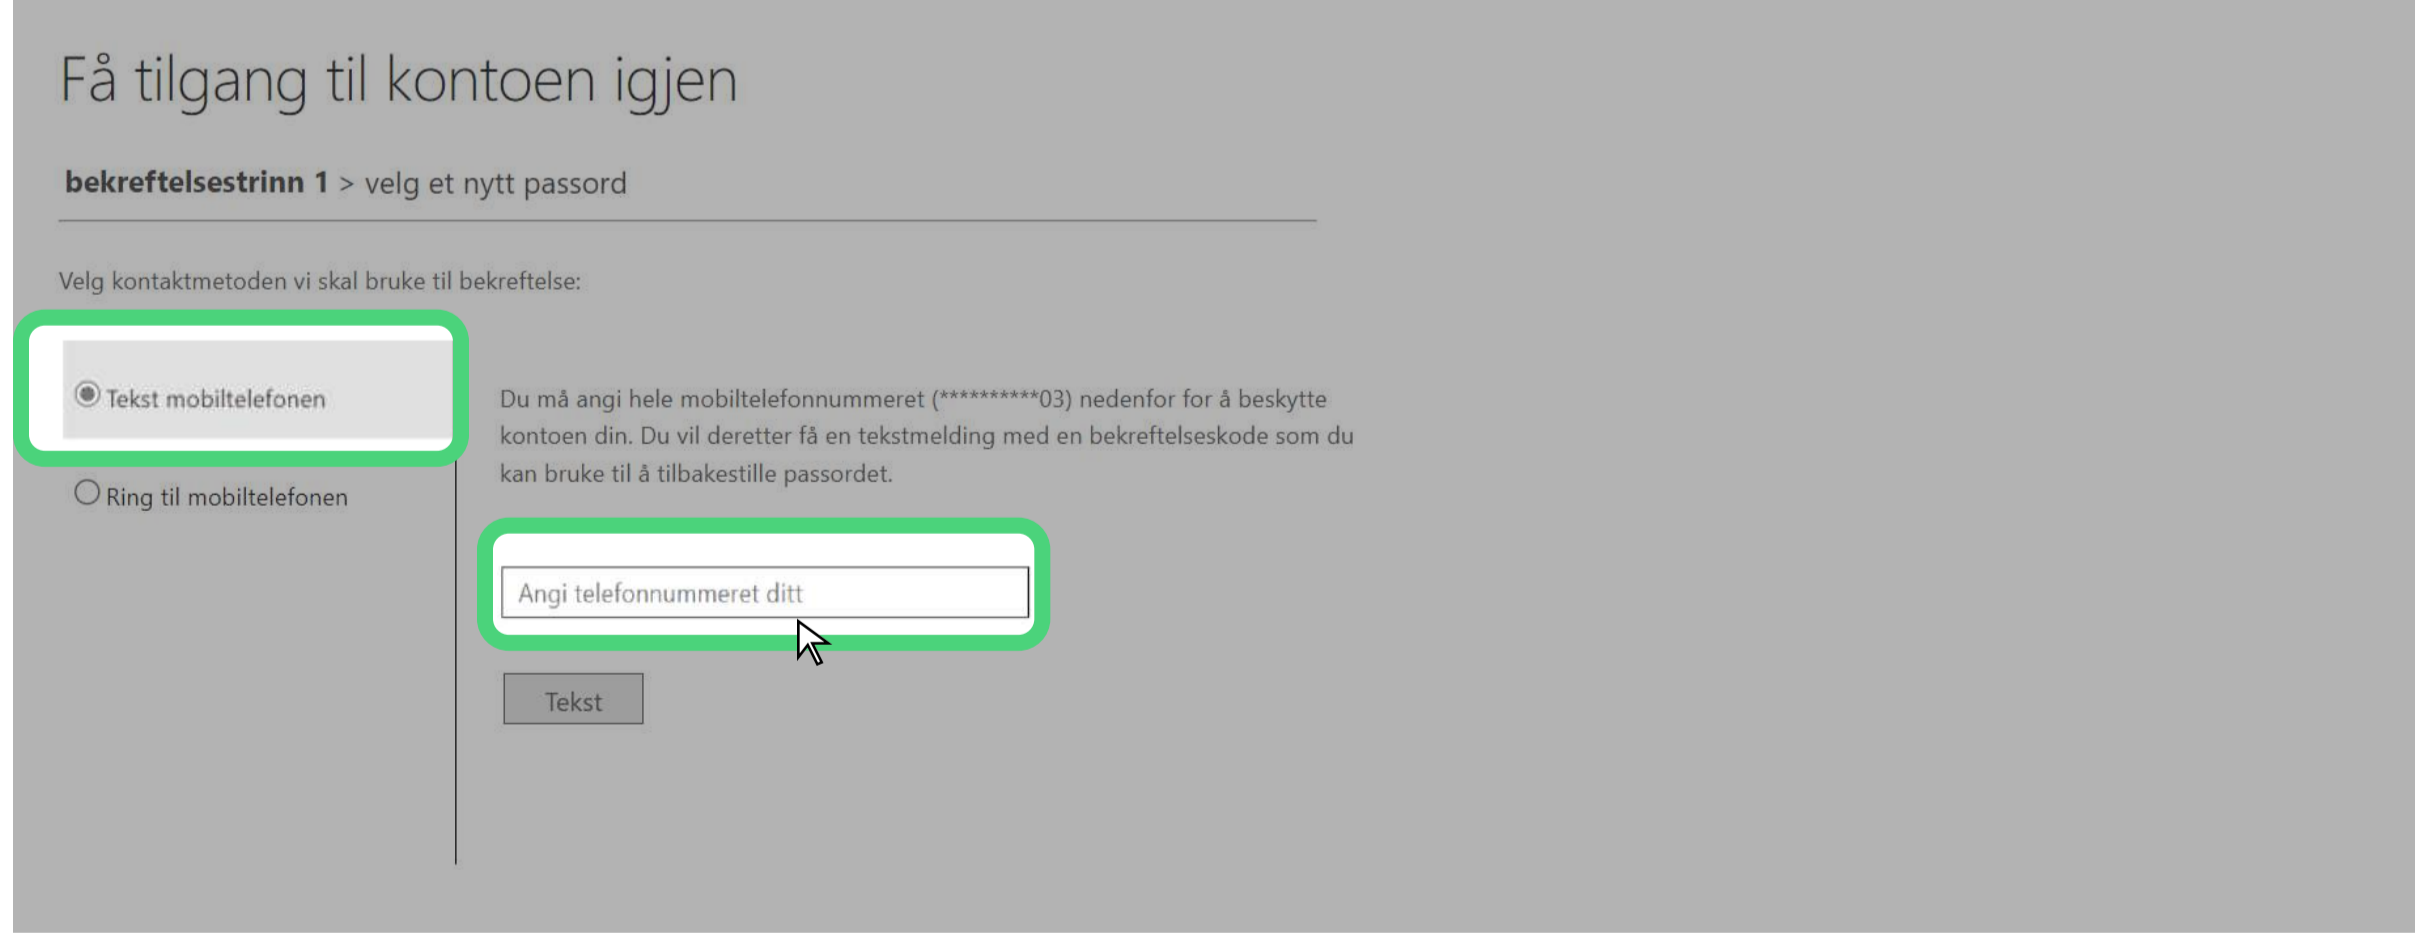 Få tilgang til kontoen igjen
bekreftelsestrinn 1 > velg et nytt passord
Velg kontaktmetoden vi skal bruke til bekreftelse:
Tekst mobiltelefonen
Ring til mobiltelefonen
Du må angi hele mobiltelefonnummeret (**********03) nedenfor for å beskytte
kontoen din. Du vil deretter få en tekstmelding med en bekreftelseskode som du
kan bruke til å tilbakestille passordet.
Angi telefonnummeret ditt
Tekst